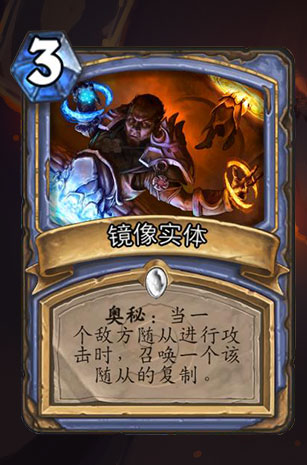 3
镜像实体
奥秘：当一
个敌方随从进行攻
击时，召唤一个该
随从的复制。